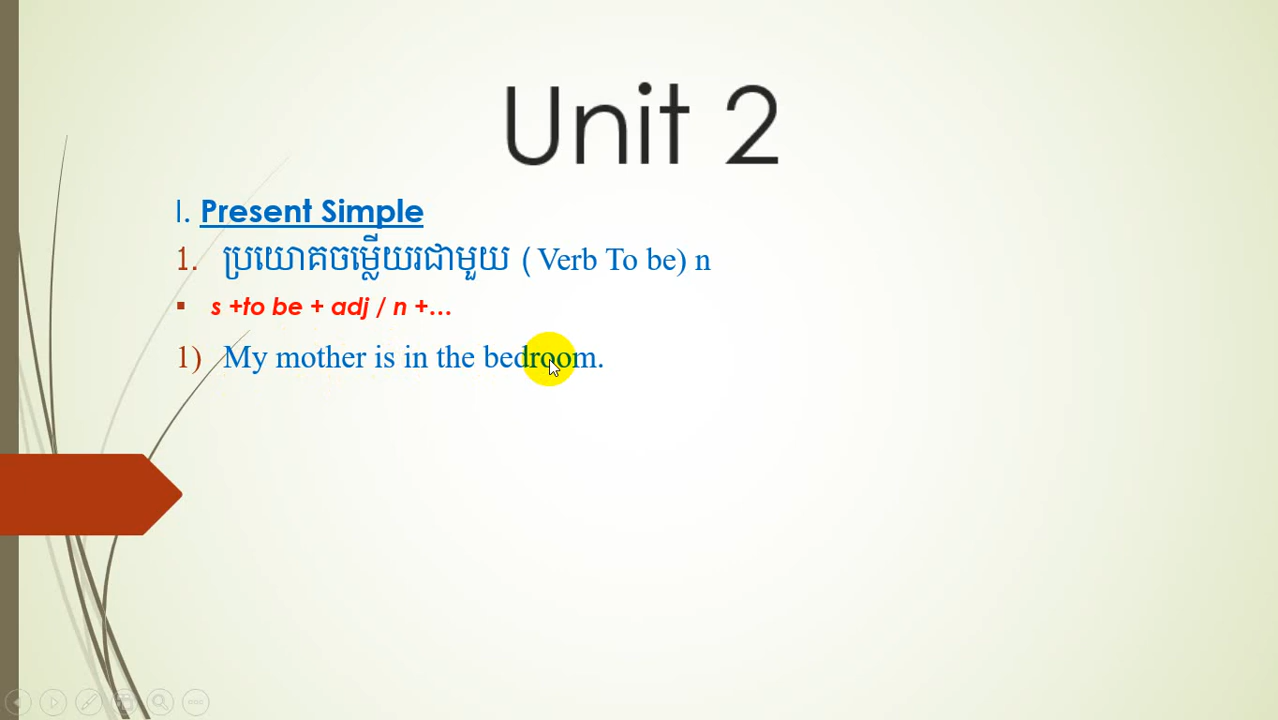 Unit 2
I. Present Simple
1. ប្រយោគចម្លើយរជាមួយ ( Verb To be) n
▪ s +to be + adj / n +...
1) My mother is in the bedroom.